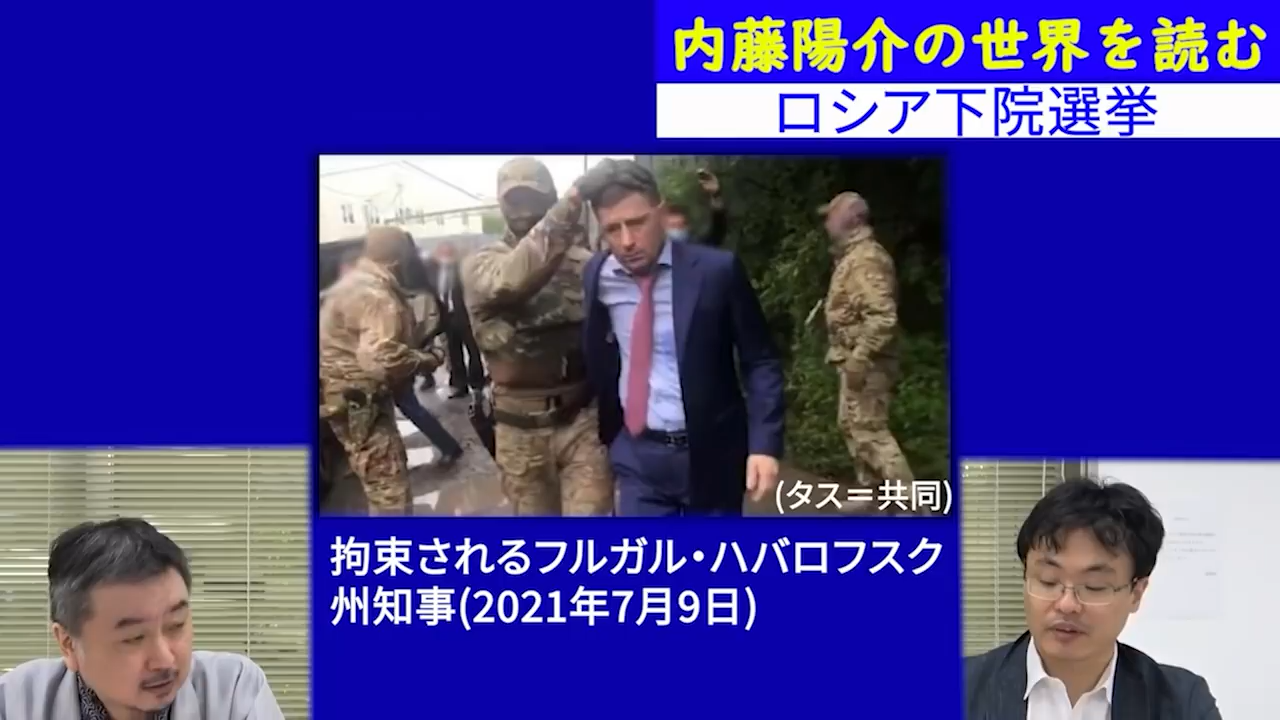 内藤陽介の世界を読む
ロシア下院選挙
(タス＝共同)
拘束されるフルガル・ハバロフスク
州知事(2021年7月9日)